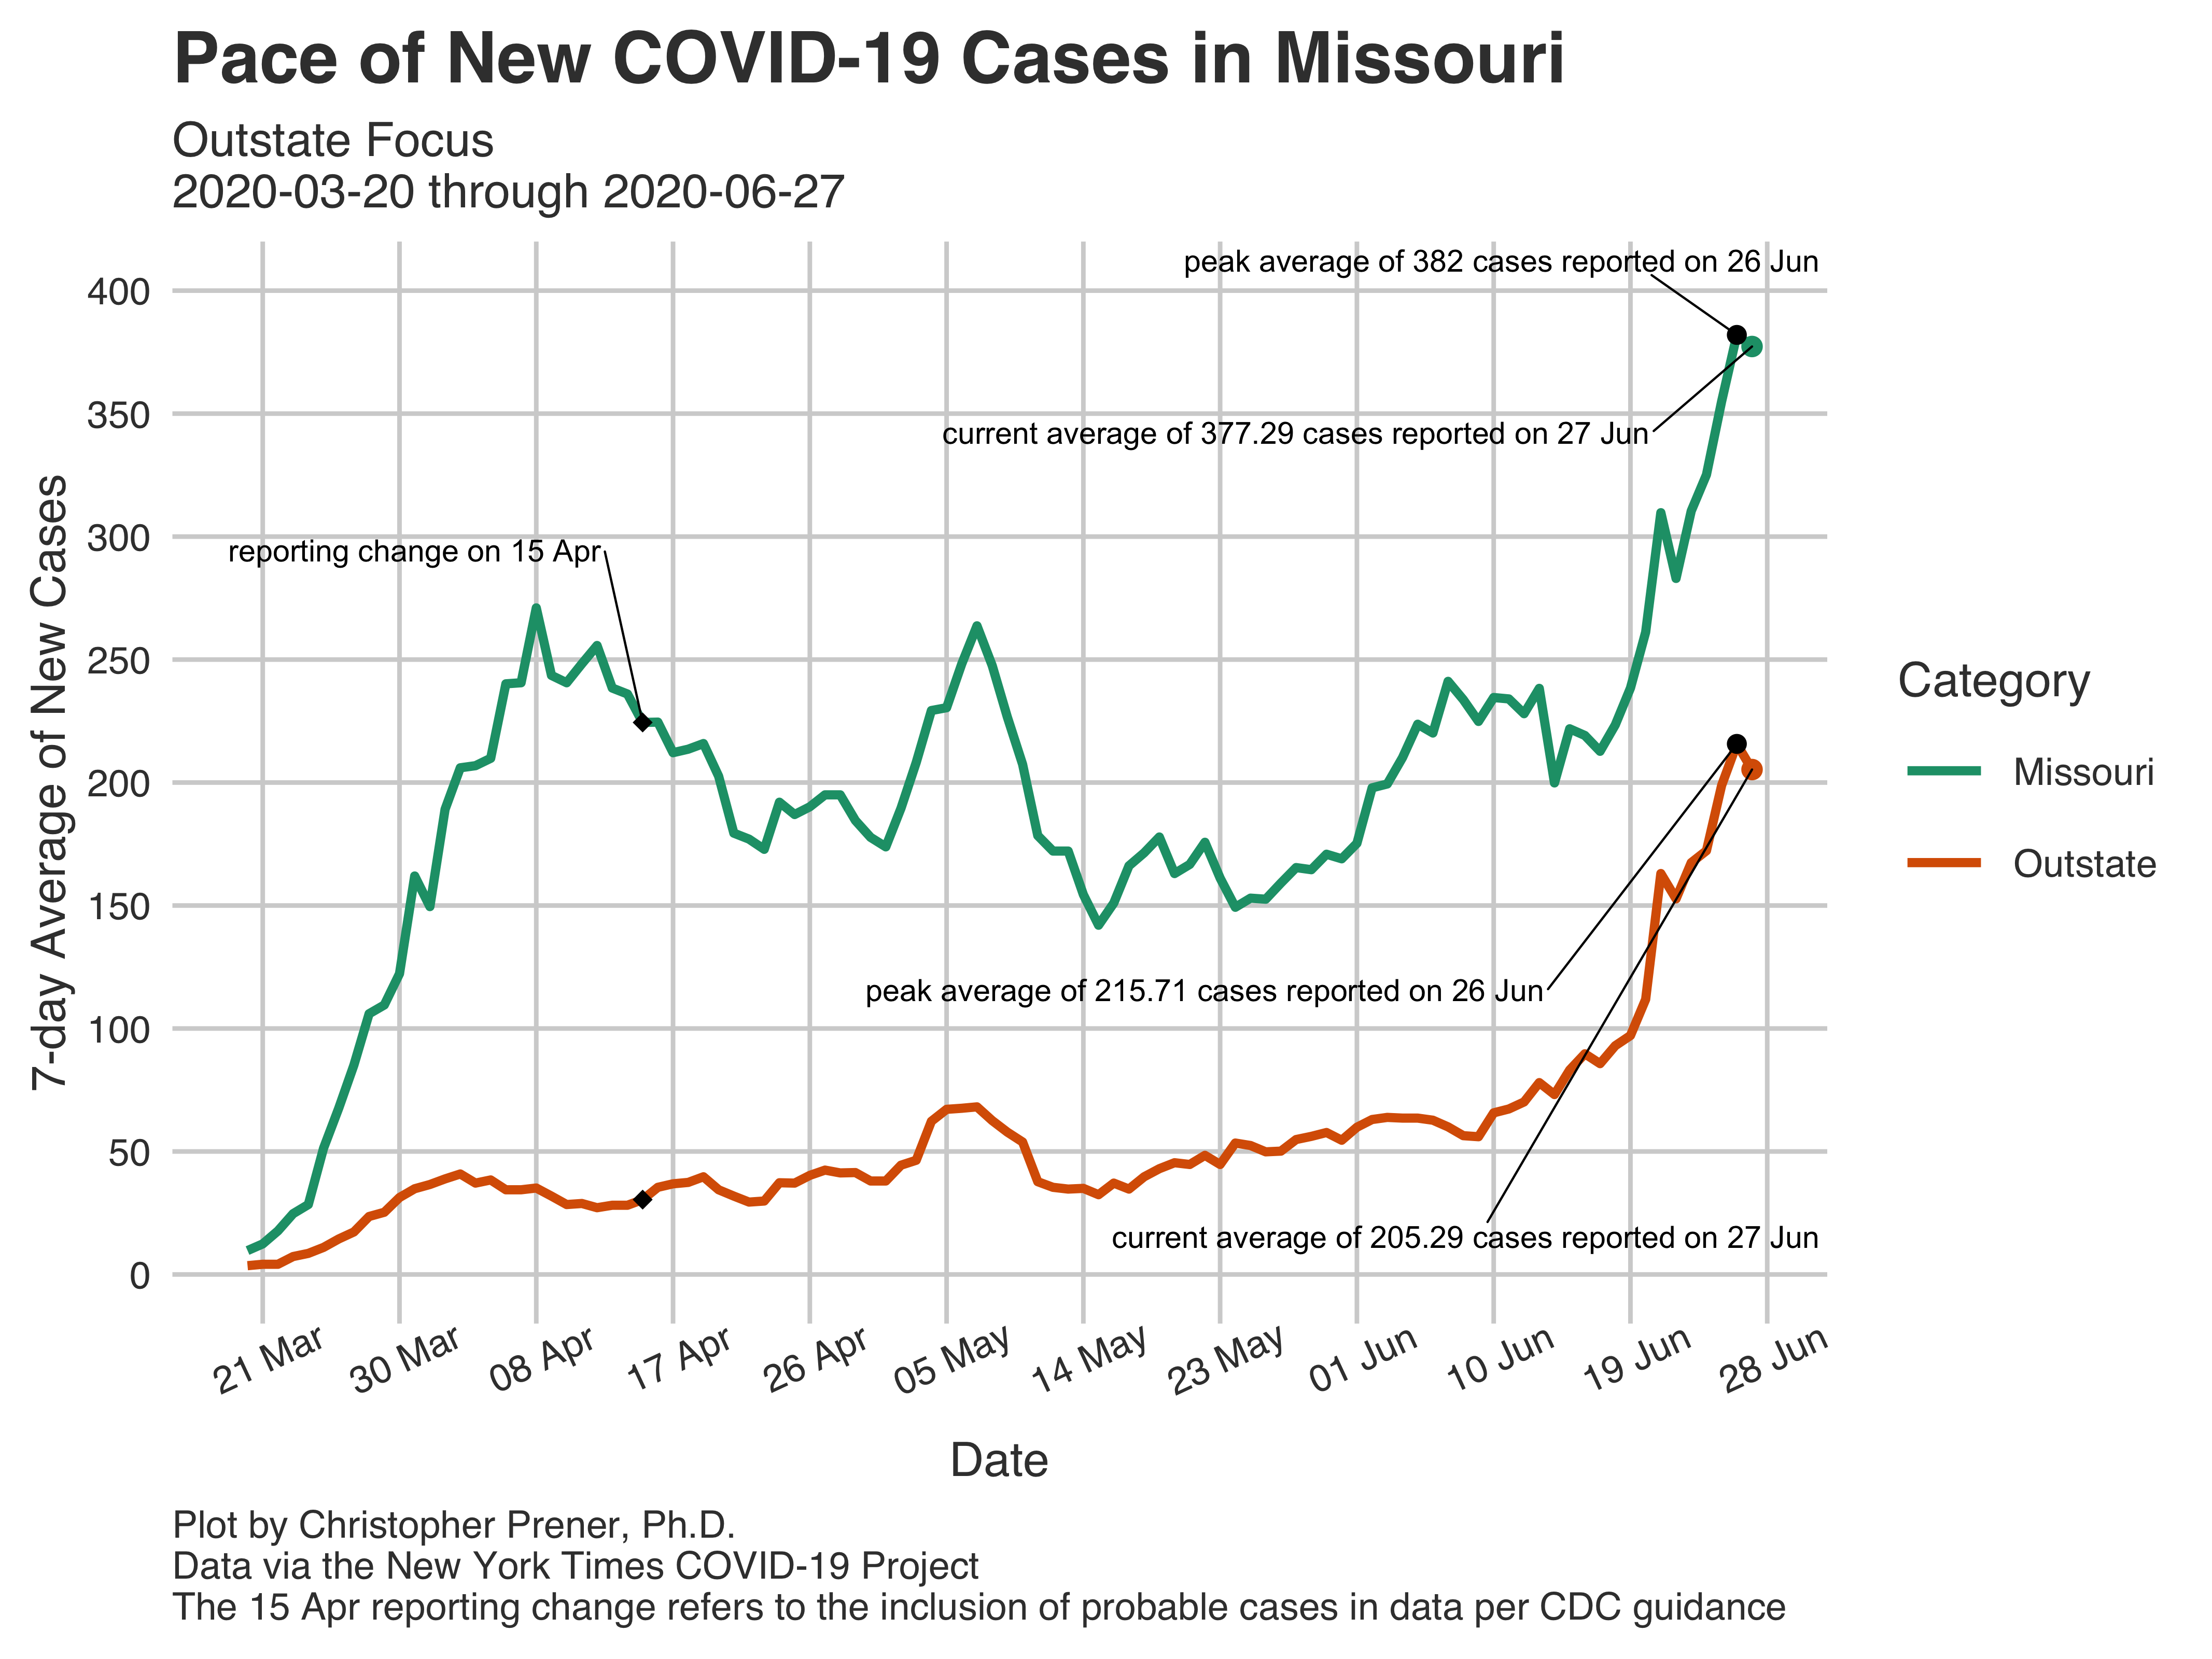 Pace of New COVID-19 Cases in Missouri
Outstate Focus
2020-03-20 through 2020-06-27
7-day Average of New Cases
400
350
300
250
200
150
100
50
0
peak average of 382 cases reported on 26 Jun
current average of 377.29 cases reported on 27 Jun
reporting change on 15 Apr
peak average of 215.71 cases reported on 26 Jun
current average of 205.29 cases reported on 27 Jun
21 Mar
30 Mar
08 Apr
17 Apr
26 Apr
05 May
14 May
23 May
01 Jun
10 Jun
19 Jun
28 Jun
Date
Category
Missouri
Outstate
Plot by Christopher Prener, Ph.D.
Data via the New York Times COVID-19 Project
The 15 Apr reporting change refers to the inclusion of probable cases in data per CDC guidance